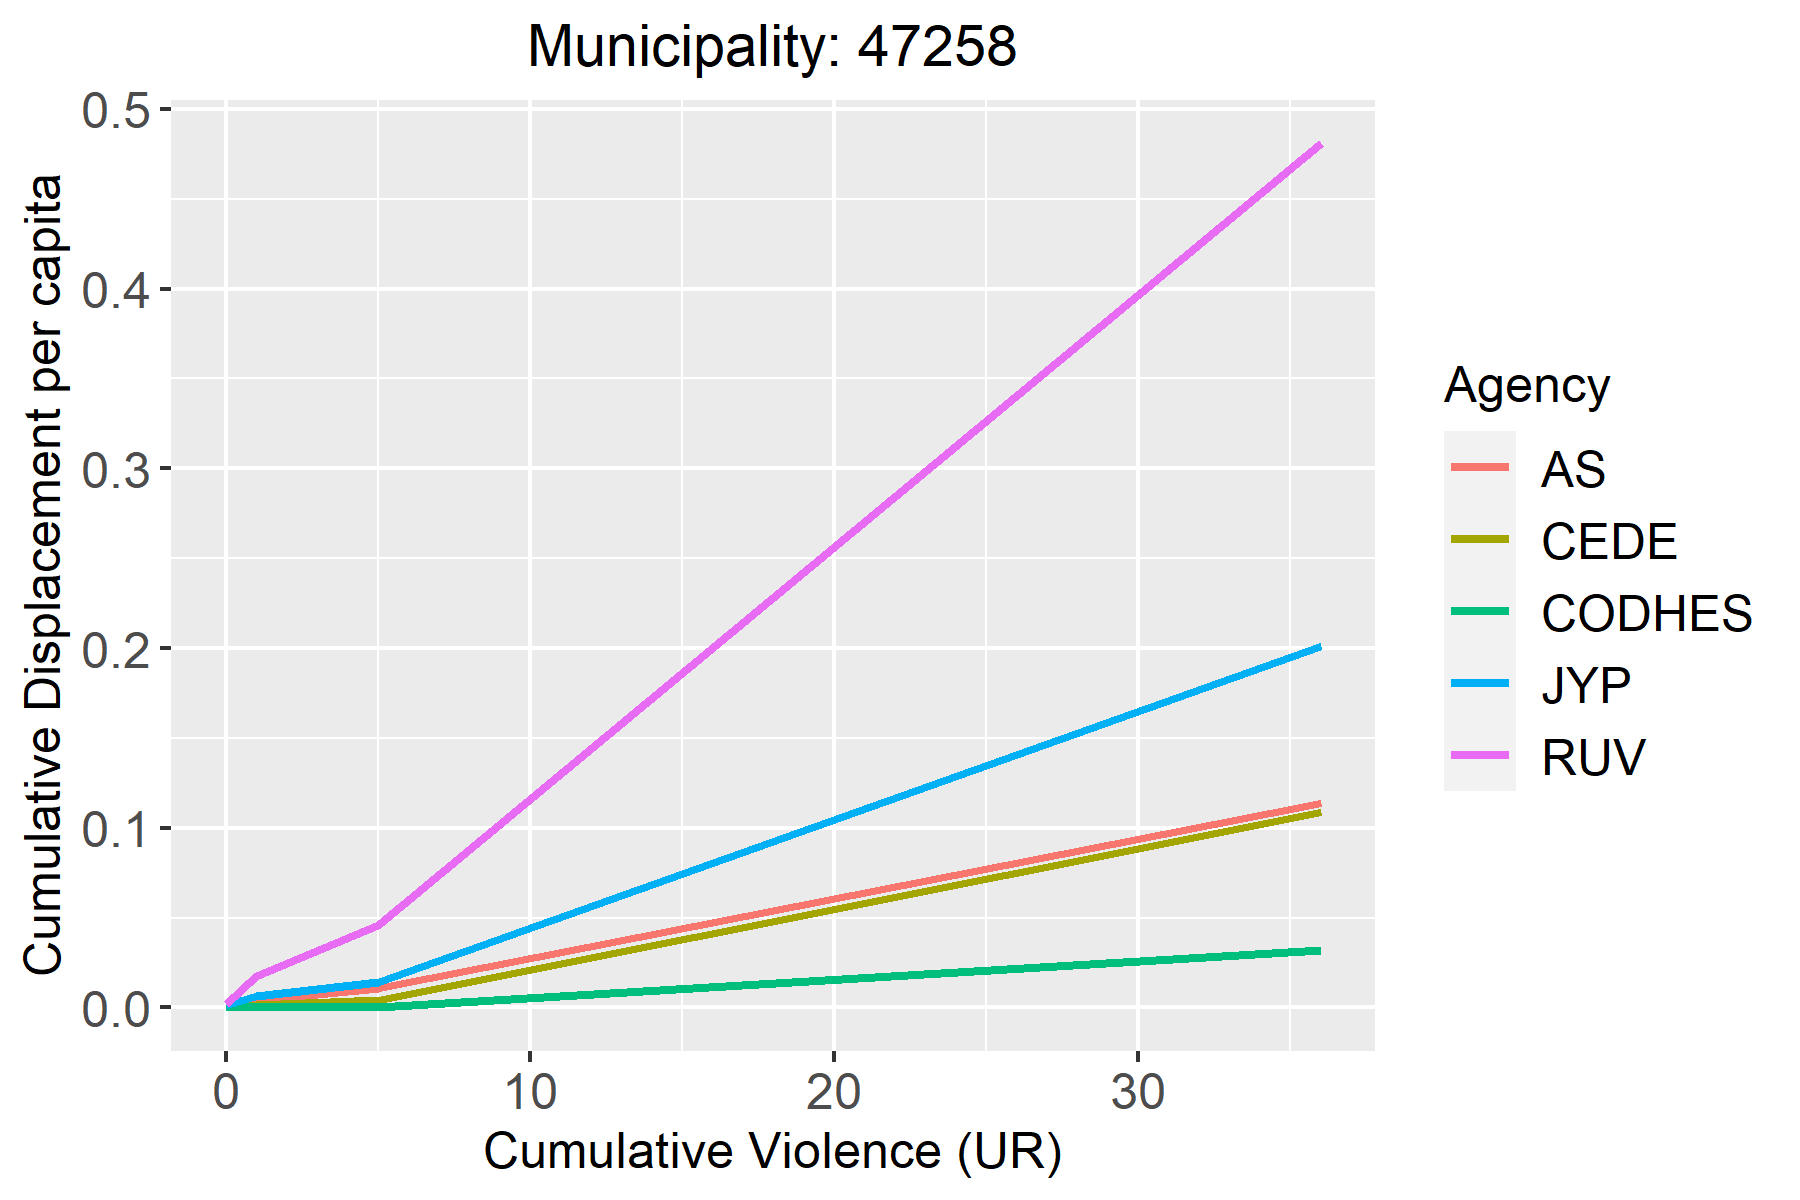 Municipality: 47258
Cumulative Displacement per capita
0.5
0.4
0.3
0.2
0.1
0.0
0 10 20 30
Cumulative Violence (UR)
Agency
AS
CEDE
CODHES
JYP
RUV